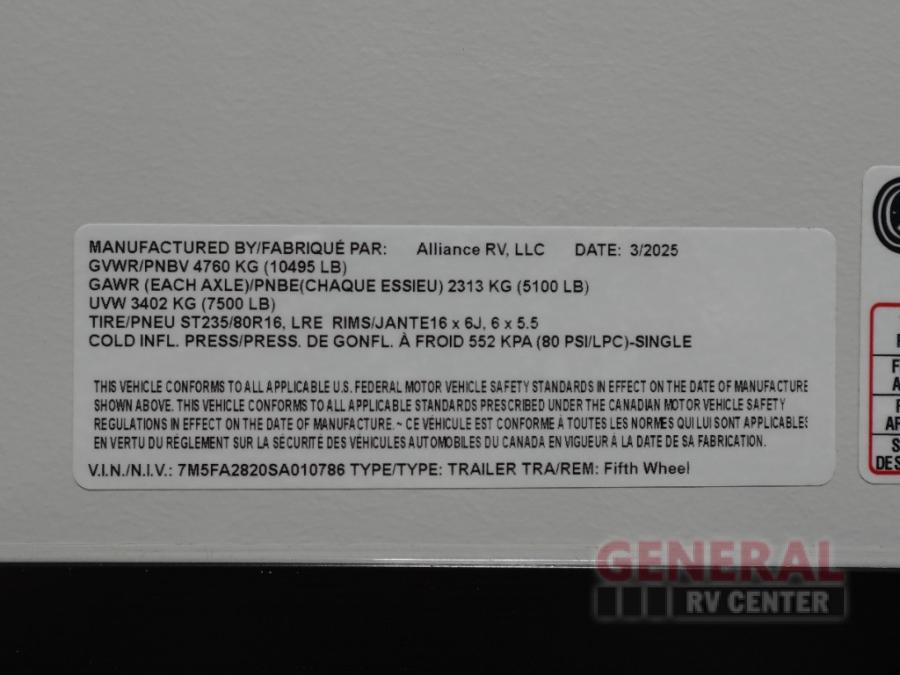 MANUFACTURED BY/FABRIQUÉ PAR: Alliance RV, LLC DATE: 3/2025
GVWR/PNBV 4760 KG (10495 LB)
GAWR (EACH AXLE)/PNBE(CHAQUE ESSIEU) 2313 KG (5100 LB)
UVW 3402 KG (7500 LB)
TIRE/PNEU ST235/80R16, LRE RIMS/JANTE16 x 6J, 6 x 5.5
COLD INFL. PRESS/PRESS. DE GONFL. À FROID 552 KPA (80 PSI/LPC)-SINGLE
THIS VEHICLE CONFORMS TO ALL APPLICABLE U.S. FEDERAL MOTOR VEHICLE SAFETY STANDARDS IN EFFECT ON THE DATE OF MANUFACTURE
SHOWN ABOVE. THIS VEHICLE CONFORMS TO ALL APPLICABLE STANDARDS PRESCRIBED UNDER THE CANADIAN MOTOR VEHICLE SAFETY
REGULATIONS IN EFFECT ON THE DATE OF MANUFACTURE. ~ CE VÉHICULE EST CONFORME À TOUTES LES NORMES QUI LUI SONT APPLICABLES
EN VERTU DU RÈGLEMENT SUR LA SÉCURITÉ DES VÉHICULES AUTOMOBILES DU CANADA EN VIGUEUR À LA DATE DE SA FABRICATION.
V.I.N./N.I.V.: 7M5FA2820SA010786 TYPE/TYPE: TRAILER TRA/REM: Fifth Wheel
GENERAL
RV CENTER